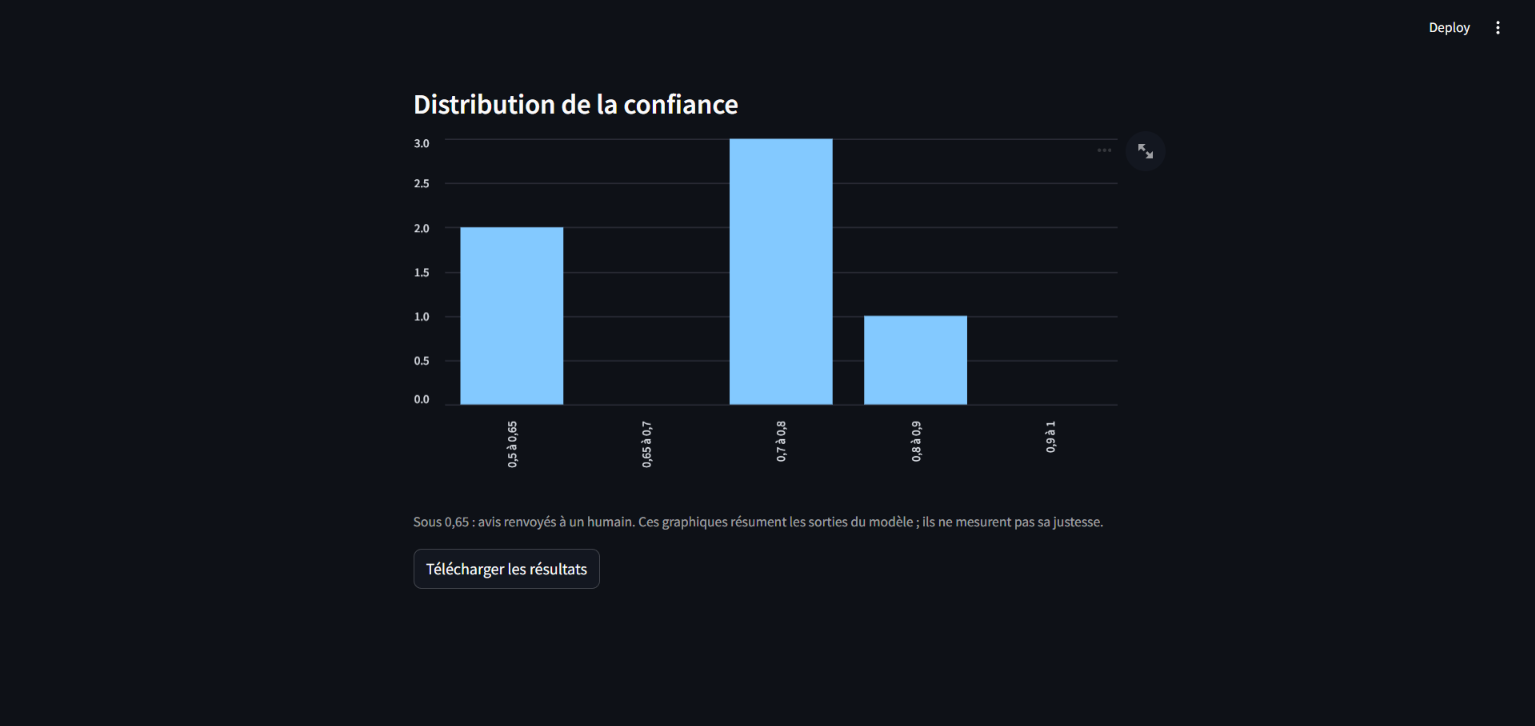 Deploy
Distribution de la confiance
3.0
2.5
2.0
1.5
1.0
0.5
0.0
0,5 à 0,65
0,65 à 0,7
0,7 à 0,8
0,8 à 0,9
0,9 à 1
Sous 0,65 : avis renvoyés à un humain. Ces graphiques résument les sorties du modèle ; ils ne mesurent pas sa justesse.
Télécharger les résultats